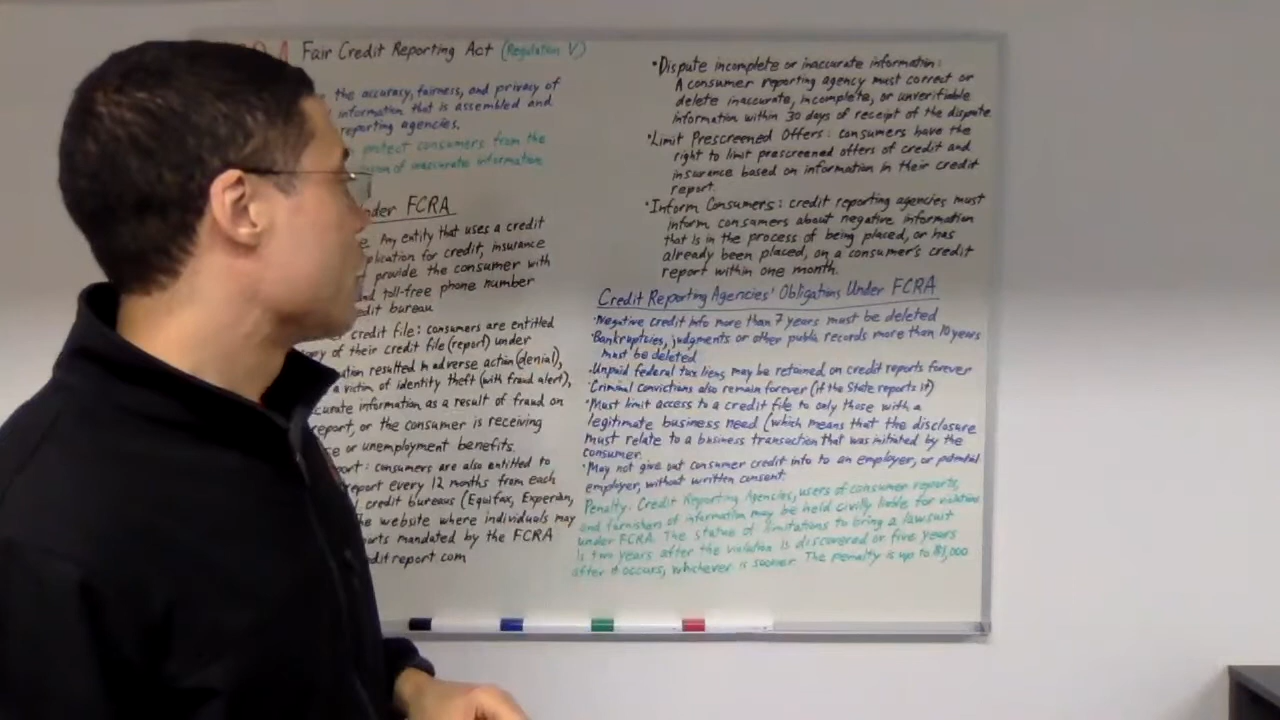 Fair Credit Reporting Act (Regulation V)
the accuracy, fairness, and privacy of
information that is assembled and
reporting agencies.
protect consumers from the
of inaccurate information
under FCRA
Any entity that uses a credit
for credit, insurance
provide the consumer with
toll-free phone number
bureau
credit file: consumers are entitled
of their credit file (report) under
resulted in adverse action (denial),
a victim of identity theft (with fraud alert),
information as a result of fraud on
report, or the consumer is receiving
or unemployment benefits.
consumers are also entitled to
report every 12 months from each
credit bureaus (Equifax, Experian,
website where individuals may
mandated by the FCRA
report com
•Dispute incomplete or inaccurate information:
A consumer reporting agency must correct or
delete inaccurate, incomplete, or unverifiable
information within 30 days of receipt of the dispute.
•Limit Prescreened Offers: consumers have the
right to limit prescreened offers of credit and
insurance based on information in their credit
report.
•Inform Consumers: credit reporting agencies must
inform consumers about negative information
that is in the process of being placed, or has
already been placed, on a consumer's credit
report within one month.
Credit Reporting Agencies' Obligations Under FCRA
•Negative credit info more than 7 years must be deleted
•Bankruptcies, judgments or other public records more than 10 years
must be deleted
•Unpaid federal tax liens may be retained on credit reports forever
•Criminal convictions also remain forever (if the State reports it)
•Must limit access to a credit file to only those with a
legitimate business need (which means that the disclosure
must relate to a business transaction that was initiated by the
consumer.
•May not give out consumer credit info to an employer, or potential
employer, without written consent.
Penalty: Credit Reporting Agencies, users of consumer reports,
and furnishers of information may be held civilly liable for violations
under FCRA. The statue of limitations to bring a lawsuit
is two years after the violation is discovered or five years
after it occurs, whichever is sooner. The penalty is up to $1,000